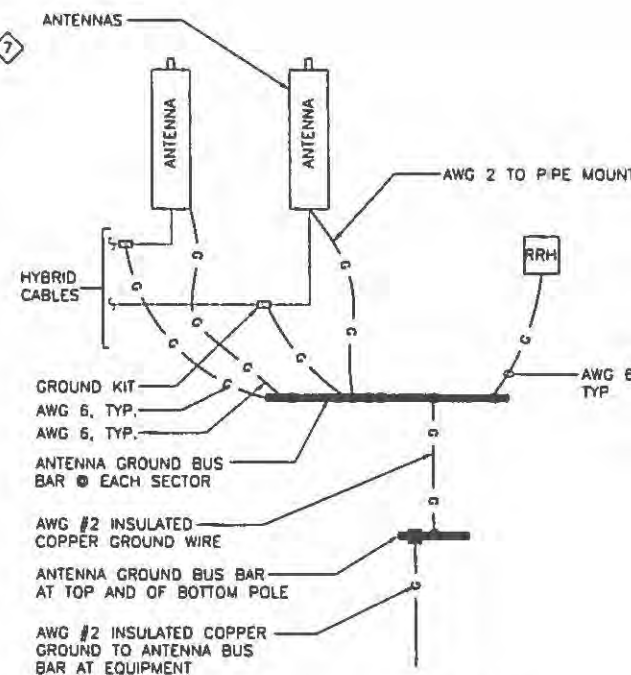 ANTENNAS
7
ANTENNA
ANTENNA
AWG 2 TO PIPE MOUNT
HYBRID
CABLES
RRH
G
G
G
G
G
G
G
G
G
GROUND KIT
AWG 6, TYP.
AWG 6, TYP.
AWG 6
TYP
ANTENNA GROUND BUS
BAR @ EACH SECTOR
G
G
AWG #2 INSULATED
COPPER GROUND WIRE
ANTENNA GROUND BUS BAR
AT TOP AND OF BOTTOM POLE
G
AWG #2 INSULATED COPPER
GROUND TO ANTENNA BUS
BAR AT EQUIPMENT